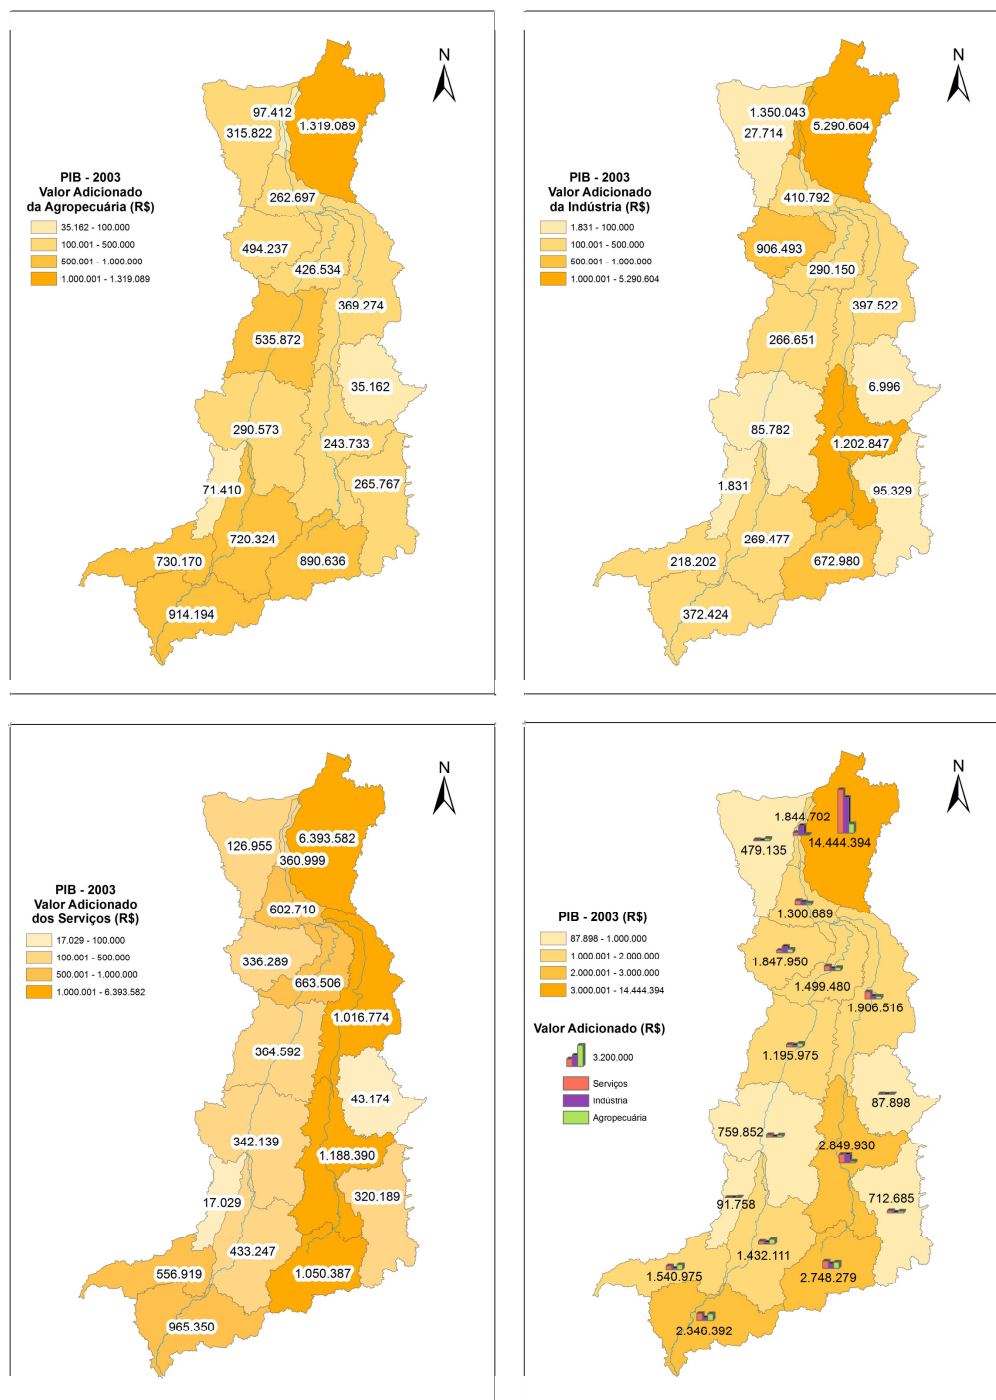 N
97.412
1.319.089
315.822
PIB - 2003
Valor Adicionado
da Agropecuária (R$)
35.162 - 100.000
100.001 - 500.000
500.001 - 1.000.000
1.000.001 - 1.319.089
262.697
494.237
426.534
369.274
535.872
35.162
290.573
243.733
265.767
71.410
720.324
730.170
890.636
914.194
N
1.350.043
5.290.604
27.714
PIB - 2003
Valor Adicionado
da Indústria (R$)
1.831 - 100.000
100.001 - 500.000
500.001 - 1.000.000
1.000.001 - 5.290.604
410.792
906.493
290.150
397.522
266.651
6.996
85.782
1.202.847
1.831
95.329
269.477
218.202
672.980
372.424
N
6.393.582
126.955
360.999
PIB - 2003
Valor Adicionado
dos Serviços (R$)
17.029 - 100.000
100.001 - 500.000
500.001 - 1.000.000
1.000.001 - 6.393.582
602.710
336.289
663.506
1.016.774
364.592
43.174
342.139
1.188.390
320.189
17.029
433.247
556.919
1.050.387
965.350
N
1.844.702
14.444.394
479.135
PIB - 2003 (R$)
87.898 - 1.000.000
1.000.001 - 2.000.000
2.000.001 - 3.000.000
3.000.001 - 14.444.394
Valor Adicionado (R$)
3.200.000
Serviços
Indústria
Agropecuária
1.300.689
1.847.950
1.499.480
1.906.516
1.195.975
87.898
759.852
2.849.930
712.685
91.758
1.432.111
1.540.975
2.748.279
2.346.392